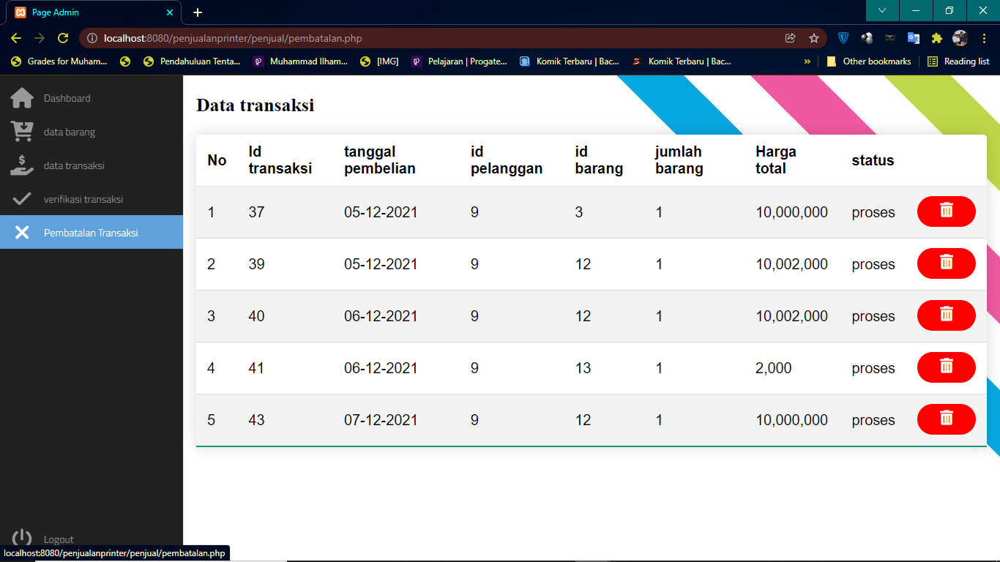 Page Admin
localhost:8080/penjualanprinter/penjual/pembatalan.php
Grades for Muham...
Pendahuluan Tenta...
Muhammad Ilham...
[IMG]
Pelajaran | Progate...
Komik Terbaru | Bac...
Komik Terbaru | Bac...
»
Other bookmarks
Reading list
Dashboard
data barang
data transaksi
verifikasi transaksi
Pembatalan Transaksi
Logout
Data transaksi
No Id transaksi tanggal pembelian id pelanggan id barang jumlah barang Harga total status
1 37 05-12-2021 9 3 1 10,000,000 proses
2 39 05-12-2021 9 12 1 10,002,000 proses
3 40 06-12-2021 9 12 1 10,002,000 proses
4 41 06-12-2021 9 13 1 2,000 proses
5 43 07-12-2021 9 12 1 10,000,000 proses
localhost:8080/penjualanprinter/penjual/pembatalan.php